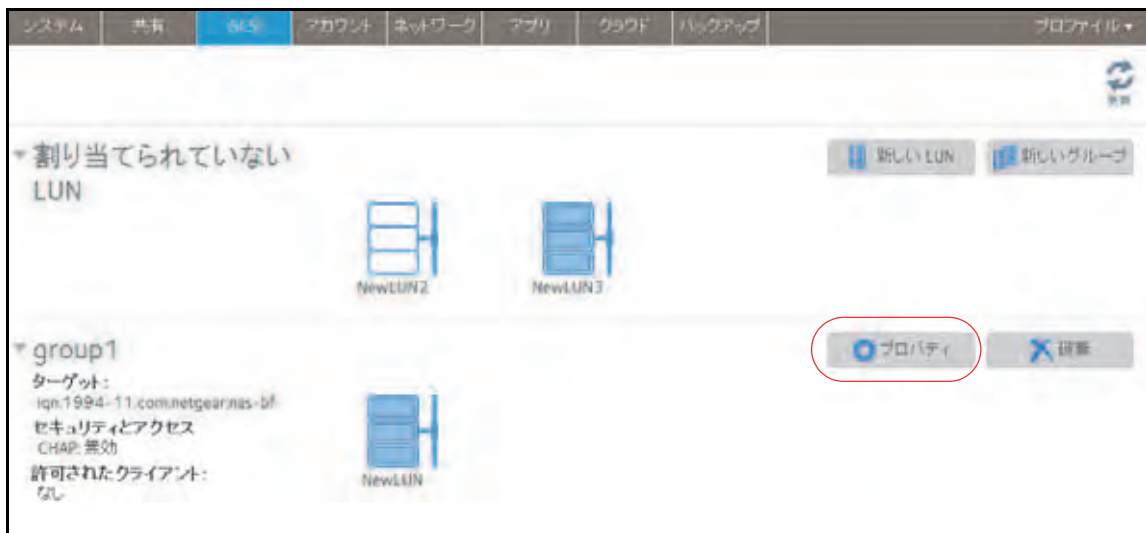 システム 共有 iSCSI アカウント ネットワーク アプリ クラウド バックアップ プロファイル ▾
更新
割り当てられていない
LUN
新しい LUN 新しいグループ
NewLUN2 NewLUN3
group1
プロパティ 破棄
ターゲット:
iqn.1994-11.com.netgear:nas-bf
セキュリティとアクセス
CHAP: 無効
許可されたクライアント:
なし
NewLUN